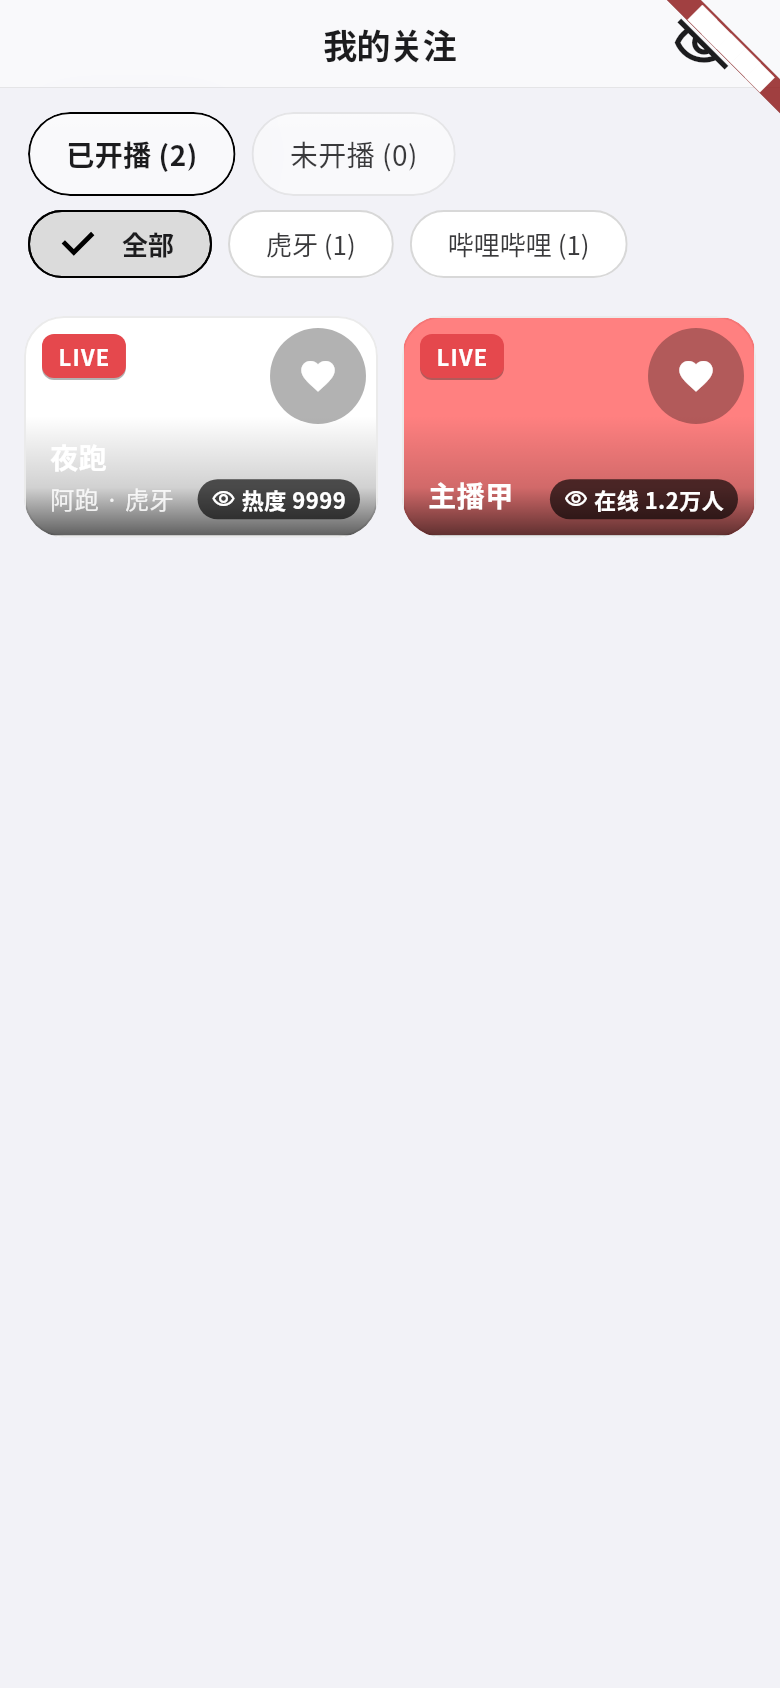 我的关注
已开播 (2)
未开播 (0)
全部
虎牙 (1)
哔哩哔哩 (1)
LIVE
夜跑
阿跑 · 虎牙
热度 9999
LIVE
主播甲
在线 1.2万人